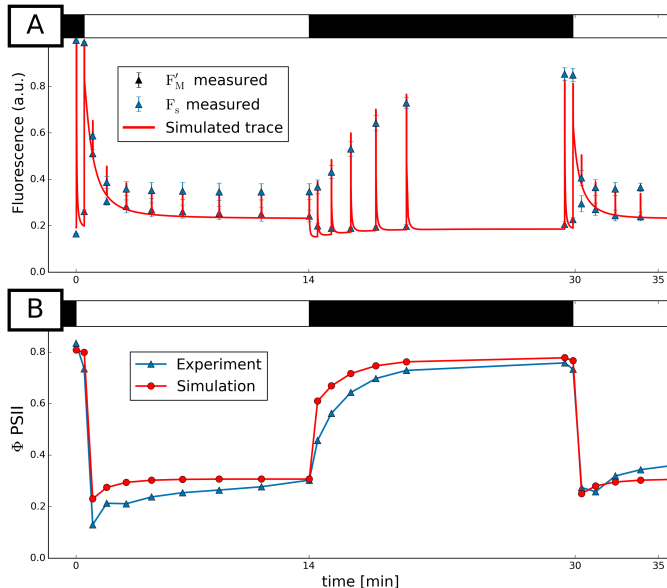 A
Fluorescence (a.u.)
0.8
0.6
0.4
0.2
0.0
F′M measured
Fs measured
Simulated trace
0
14
30
35
B
Φ PSII
0.8
0.6
0.4
0.2
0.0
Experiment
Simulation
0
14
30
35
time [min]